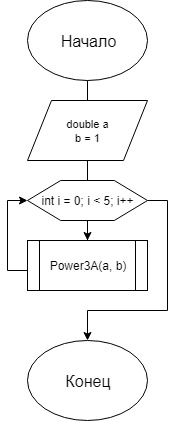 Начало
double a
b = 1
int i = 0; i < 5; i++
Power3A(a, b)
Конец